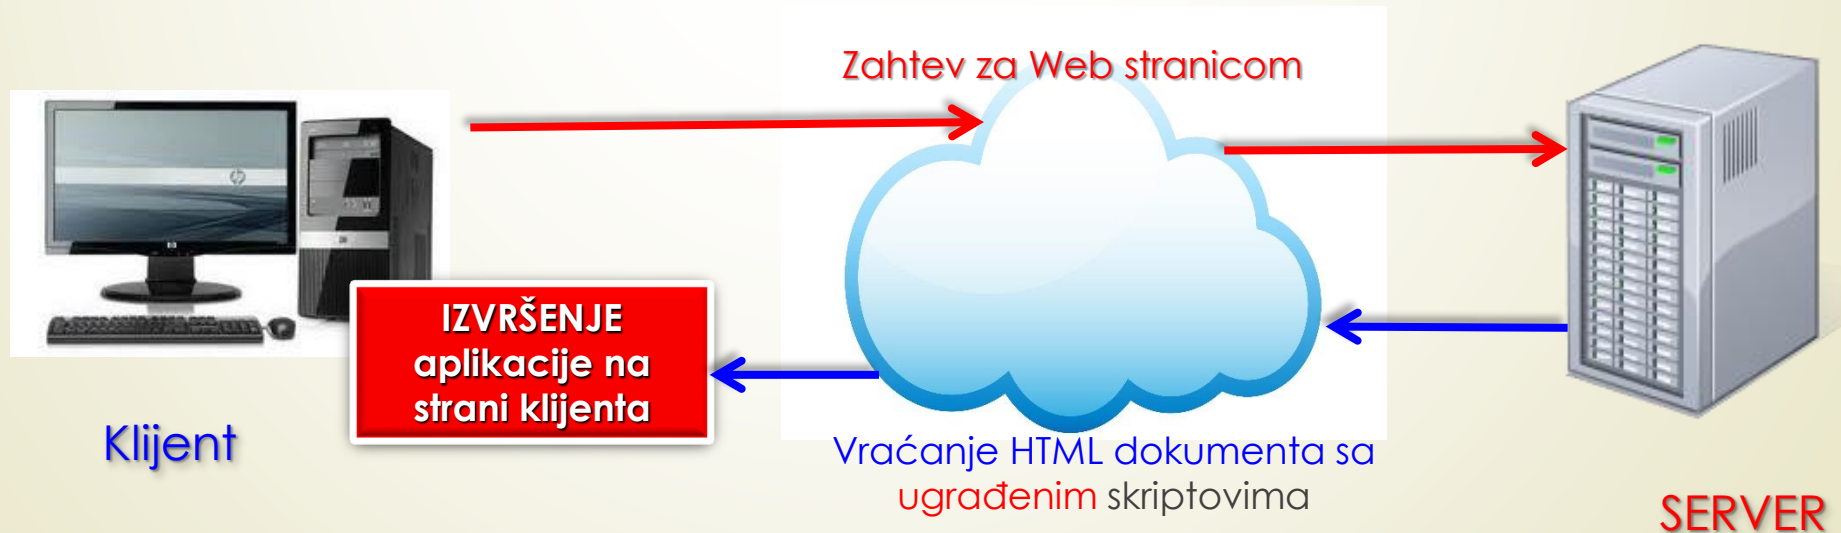 Zahtev za Web stranicom
IZVRŠENJE
aplikacije na
strani klijenta
Klijent
Vraćanje HTML dokumenta sa
ugrađenim skriptovima
SERVER